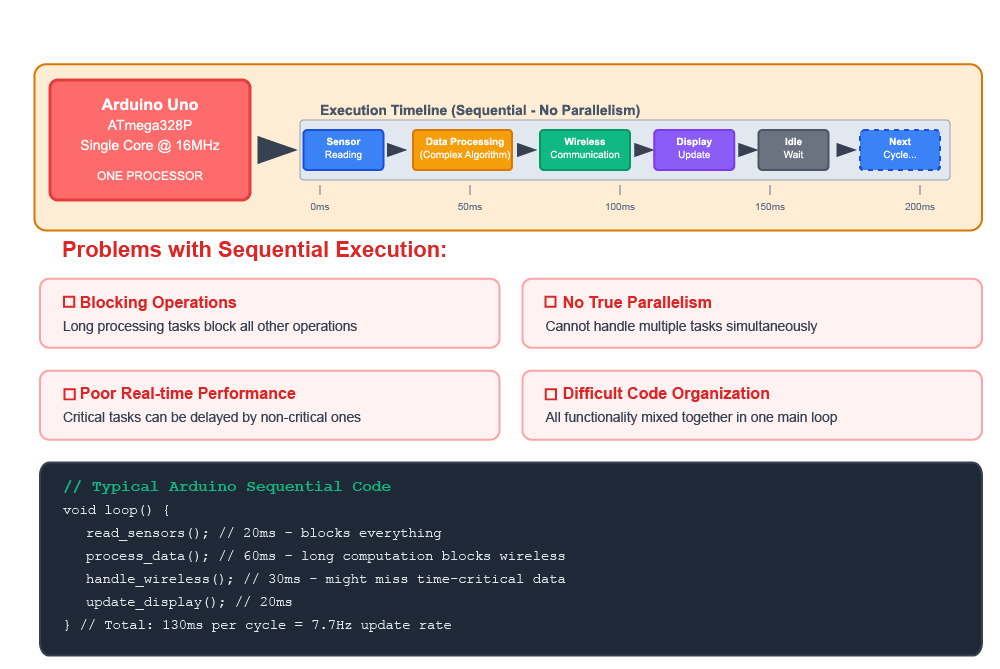 Arduino Uno
ATmega328P
Single Core @ 16MHz
ONE PROCESSOR
Execution Timeline (Sequential - No Parallelism)
Sensor
Reading
Data Processing
(Complex Algorithm)
Wireless
Communication
Display
Update
Idle
Wait
Next
Cycle...
0ms
50ms
100ms
150ms
200ms
Problems with Sequential Execution:
☐ Blocking Operations
Long processing tasks block all other operations
☐ No True Parallelism
Cannot handle multiple tasks simultaneously
☐ Poor Real-time Performance
Critical tasks can be delayed by non-critical ones
☐ Difficult Code Organization
All functionality mixed together in one main loop
// Typical Arduino Sequential Code
void loop() {
read_sensors(); // 20ms - blocks everything
process_data(); // 60ms - long computation blocks wireless
handle_wireless(); // 30ms - might miss time-critical data
update_display(); // 20ms
} // Total: 130ms per cycle = 7.7Hz update rate